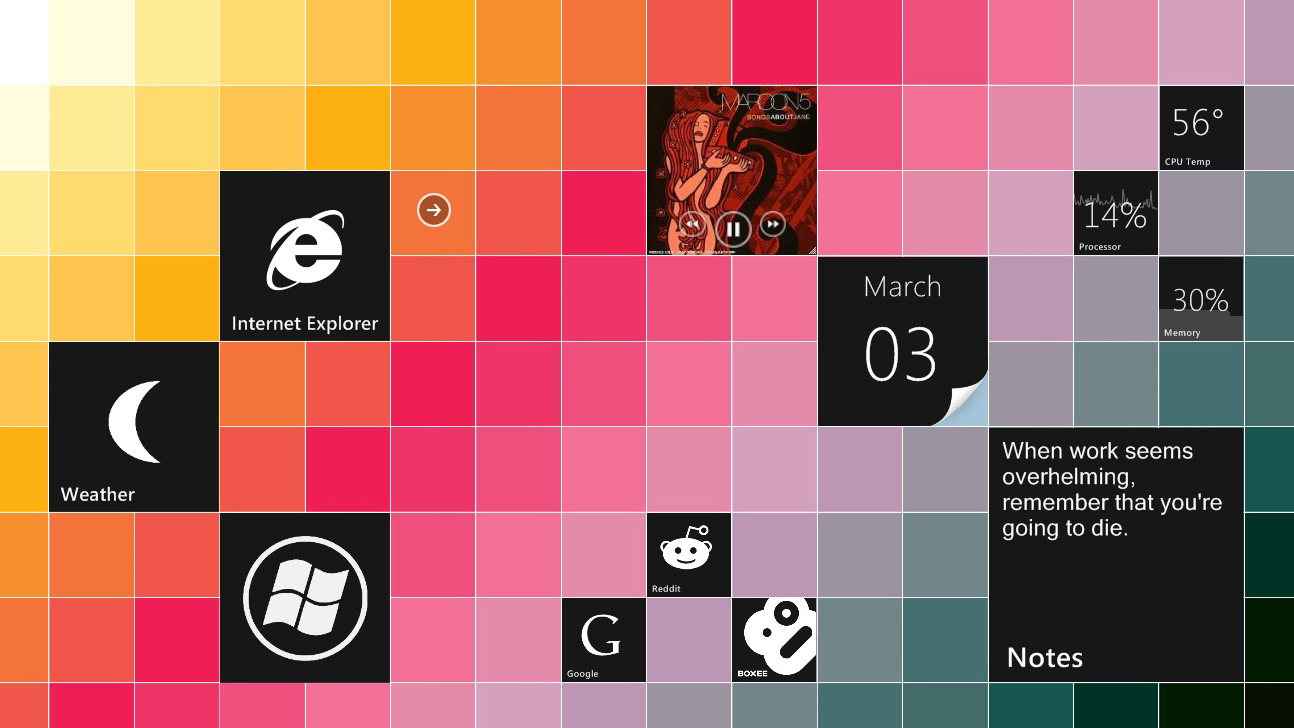 MAROON5
SONGSABOUTJANE
56°
CPU Temp
14%
Processor
Internet Explorer
March
03
30%
Memory
Weather
When work seems
overhelming,
remember that you're
going to die.
Notes
Reddit
G
Google
BOXEE